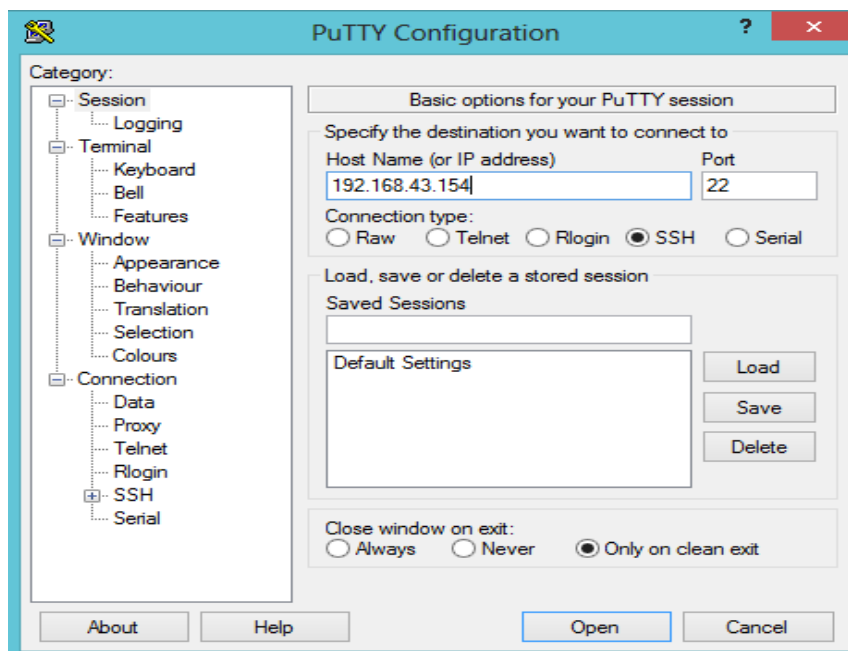 PuTTY Configuration
?
Category:
Session
Logging
Terminal
Keyboard
Bell
Features
Window
Appearance
Behaviour
Translation
Selection
Colours
Connection
Data
Proxy
Telnet
Rlogin
SSH
Serial
Basic options for your PuTTY session
Specify the destination you want to connect to
Host Name (or IP address) Port
192.168.43.154 22
Connection type:
Raw Telnet Rlogin SSH Serial
Load, save or delete a stored session
Saved Sessions
Default Settings
Load
Save
Delete
Close window on exit:
Always Never Only on clean exit
About Help Open Cancel